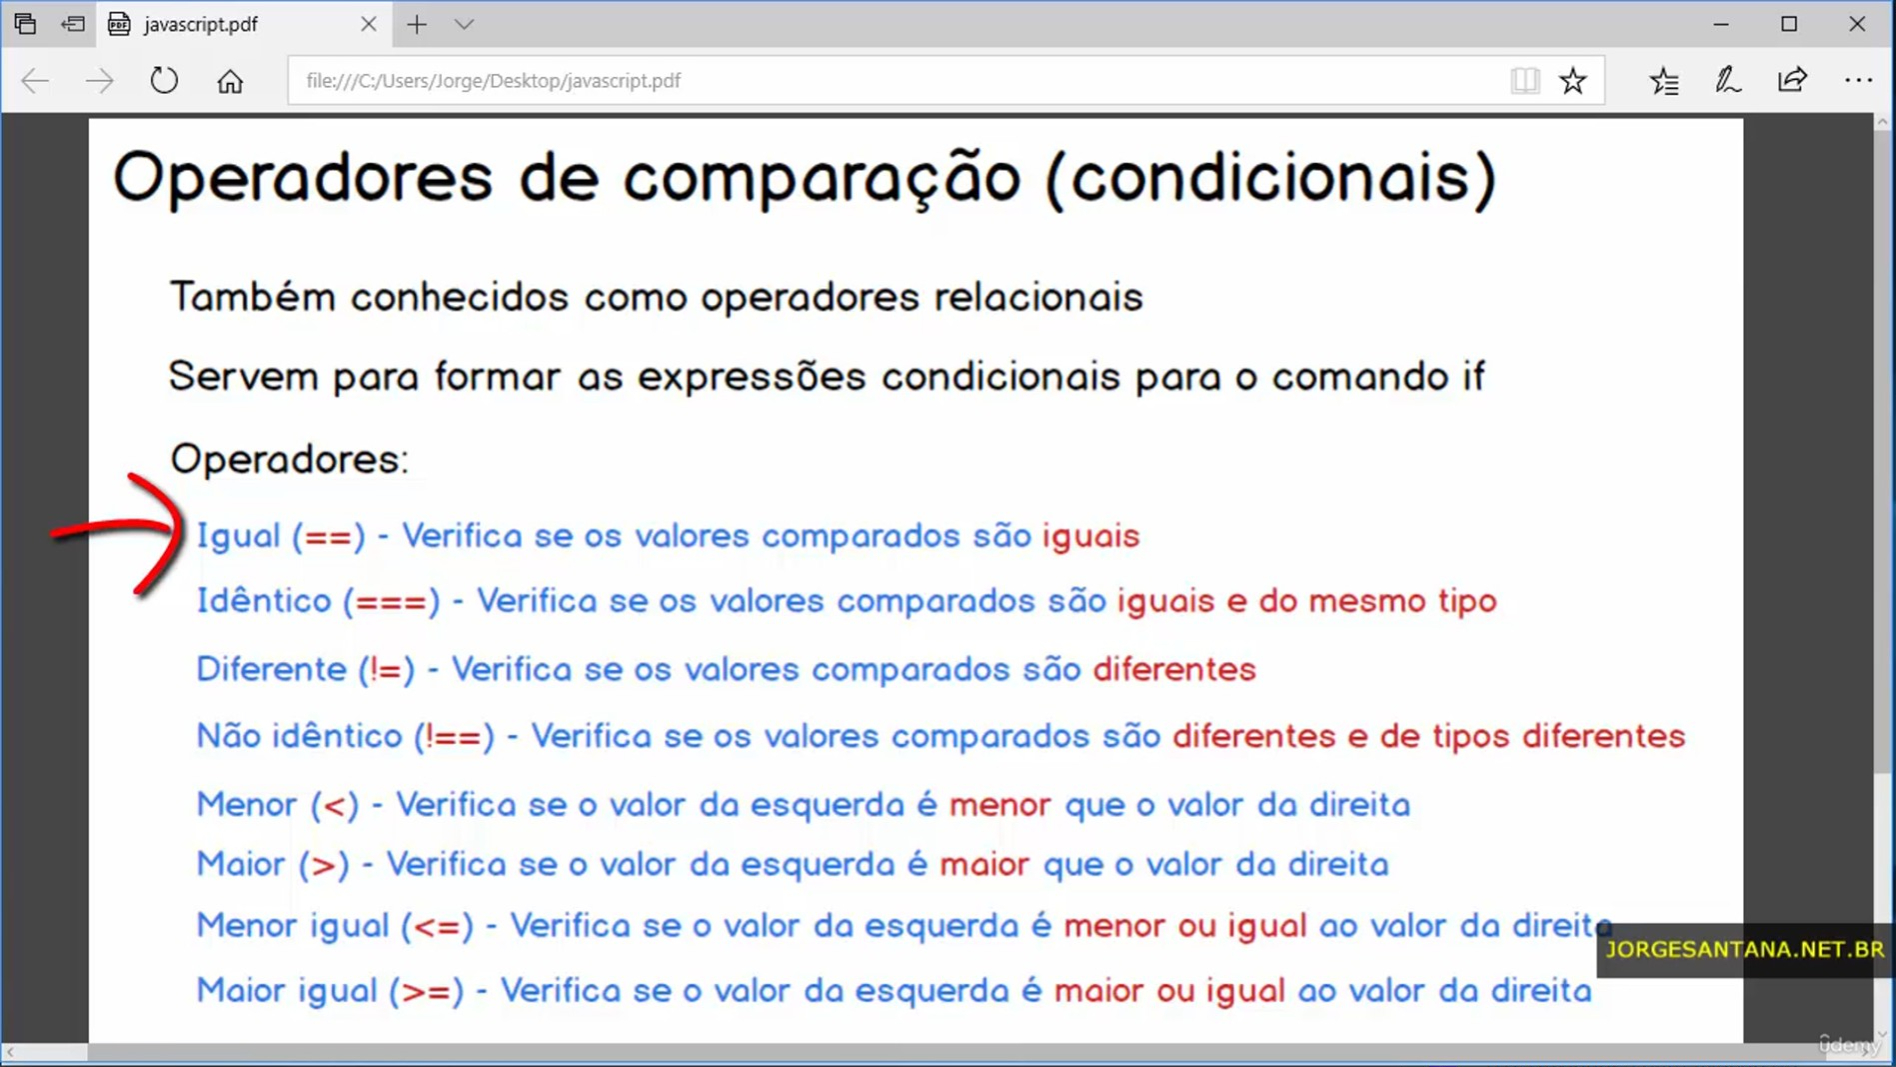 javascript.pdf
file:///C:/Users/Jorge/Desktop/javascript.pdf
Operadores de comparação (condicionais)
Também conhecidos como operadores relacionais
Servem para formar as expressões condicionais para o comando if
Operadores:
Igual (==) - Verifica se os valores comparados são iguais
Idêntico (===) - Verifica se os valores comparados são iguais e do mesmo tipo
Diferente (!=) - Verifica se os valores comparados são diferentes
Não idêntico (!==) - Verifica se os valores comparados são diferentes e de tipos diferentes
Menor (<) - Verifica se o valor da esquerda é menor que o valor da direita
Maior (>) - Verifica se o valor da esquerda é maior que o valor da direita
Menor igual (<=) - Verifica se o valor da esquerda é menor ou igual ao valor da direita
JORGESANTANA.NET.BR
Maior igual (>=) - Verifica se o valor da esquerda é maior ou igual ao valor da direita
ûdemy